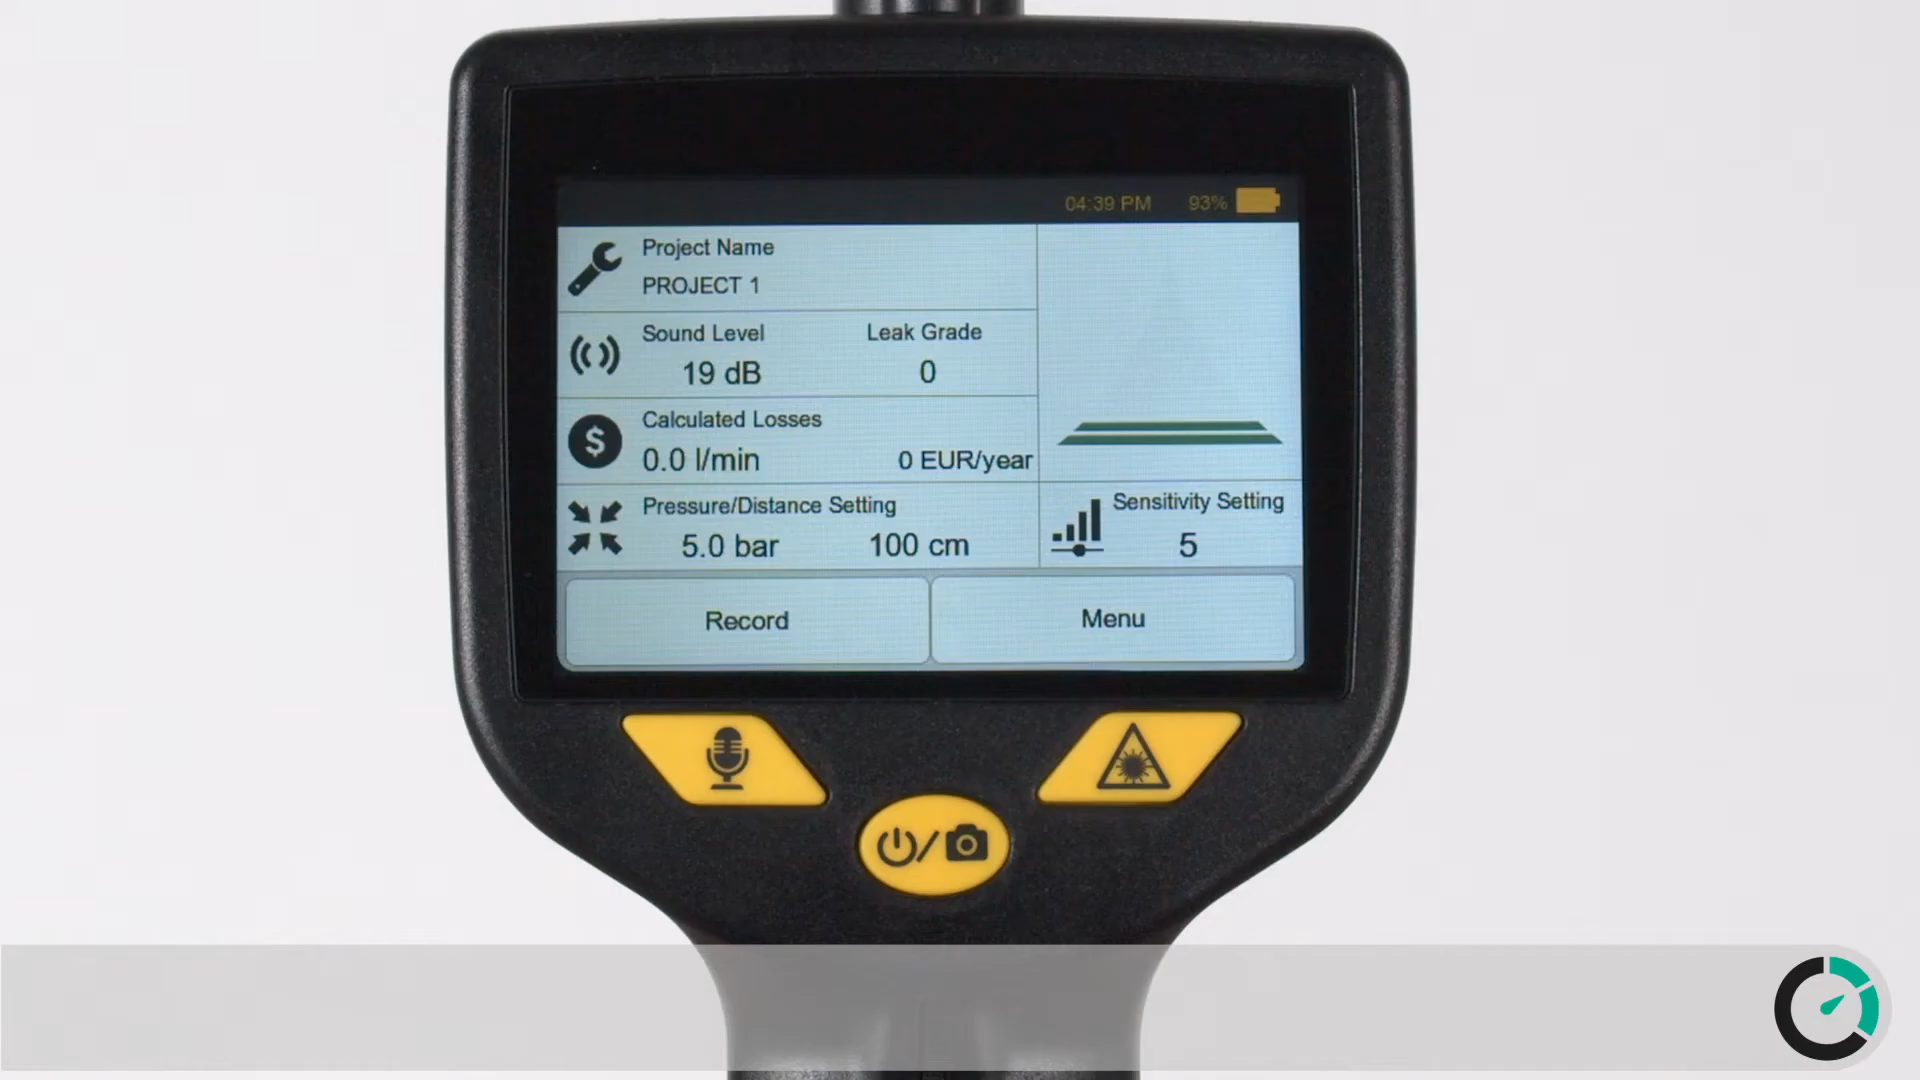 04:39 PM 93%
Project Name
PROJECT 1
Sound Level Leak Grade
19 dB 0
Calculated Losses
0.0 l/min 0 EUR/year
Pressure/Distance Setting Sensitivity Setting
5.0 bar 100 cm 5
Record Menu